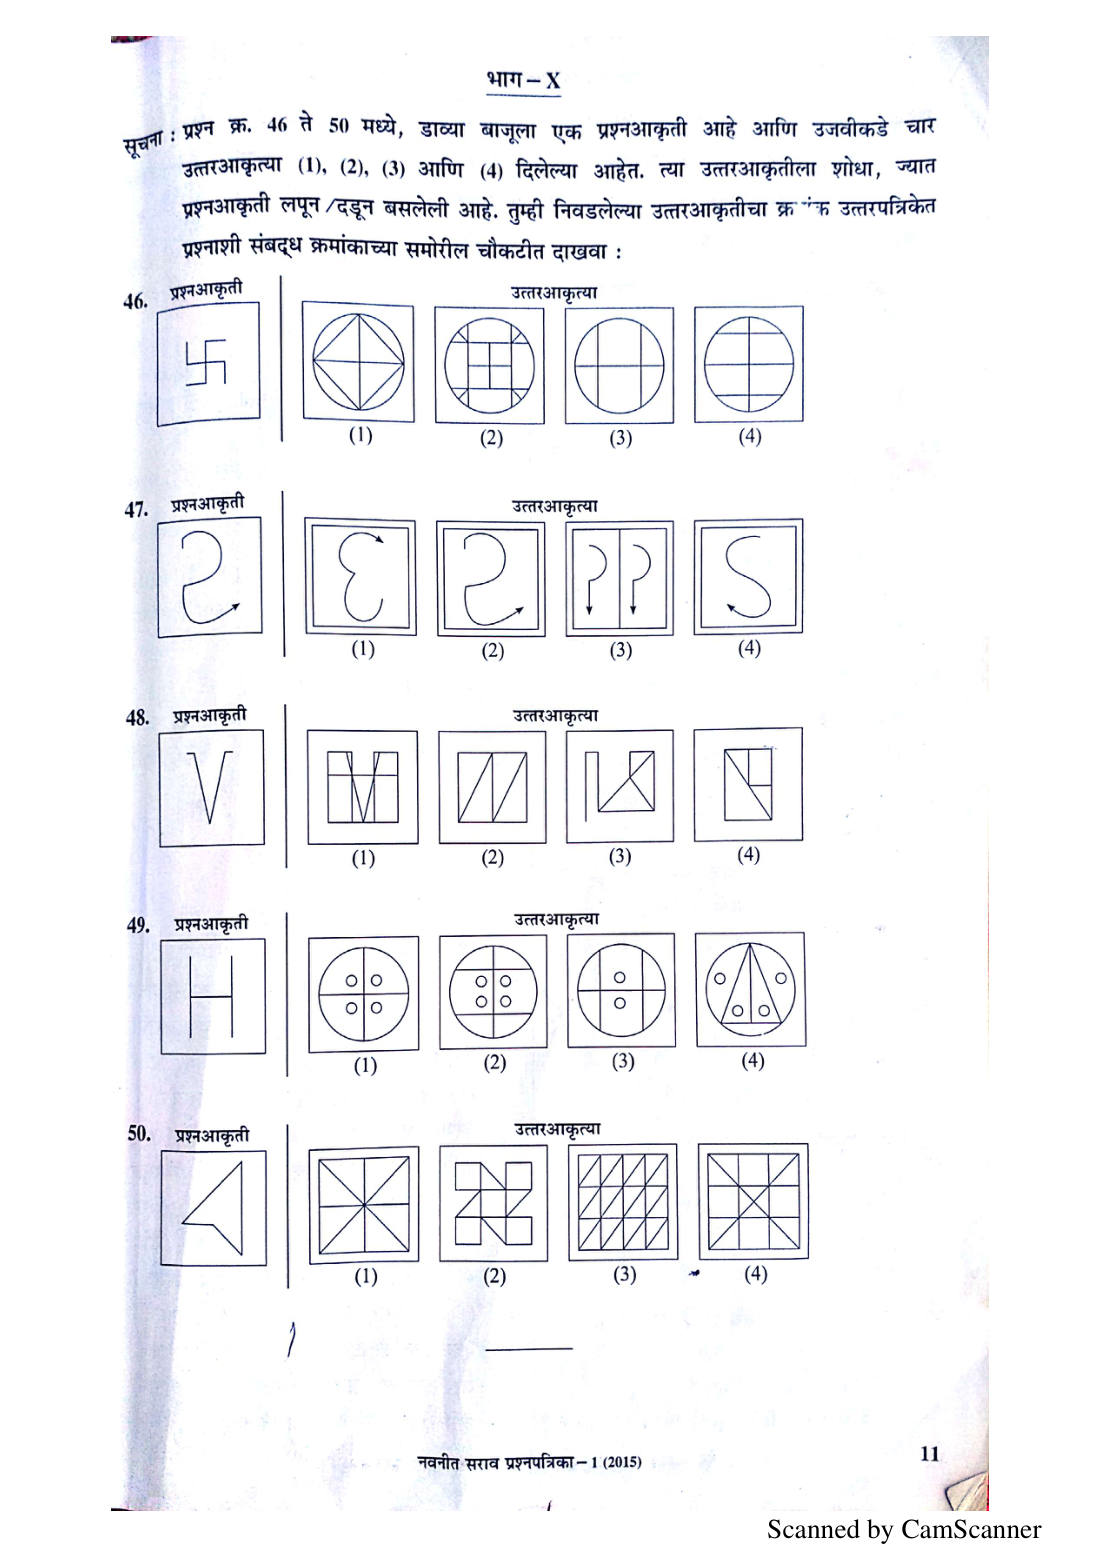 भाग – X
सूचना : प्रश्न क्र. 46 ते 50 मध्ये, डाव्या बाजूला एक प्रश्नआकृती आहे आणि उजवीकडे चार
उत्तरआकृत्या (1), (2), (3) आणि (4) दिलेल्या आहेत. त्या उत्तरआकृतीला शोधा, ज्यात
प्रश्नआकृती लपून/दडून बसलेली आहे. तुम्ही निवडलेल्या उत्तरआकृतीचा उत्तरपत्रिकेत
प्रश्नाशी संबद्ध क्रमांकाच्या समोरील चौकटीत दाखवा :
46. प्रश्नआकृती उत्तरआकृत्या
(1) (2) (3) (4)
47. प्रश्नआकृती उत्तरआकृत्या
(1) (2) (3) (4)
48. प्रश्नआकृती उत्तरआकृत्या
(1) (2) (3) (4)
49. प्रश्नआकृती उत्तरआकृत्या
(1) (2) (3) (4)
50. प्रश्नआकृती उत्तरआकृत्या
(1) (2) (3) (4)
नवनीत सराव प्रश्नपत्रिका – 1 (2015) 11
Scanned by CamScanner